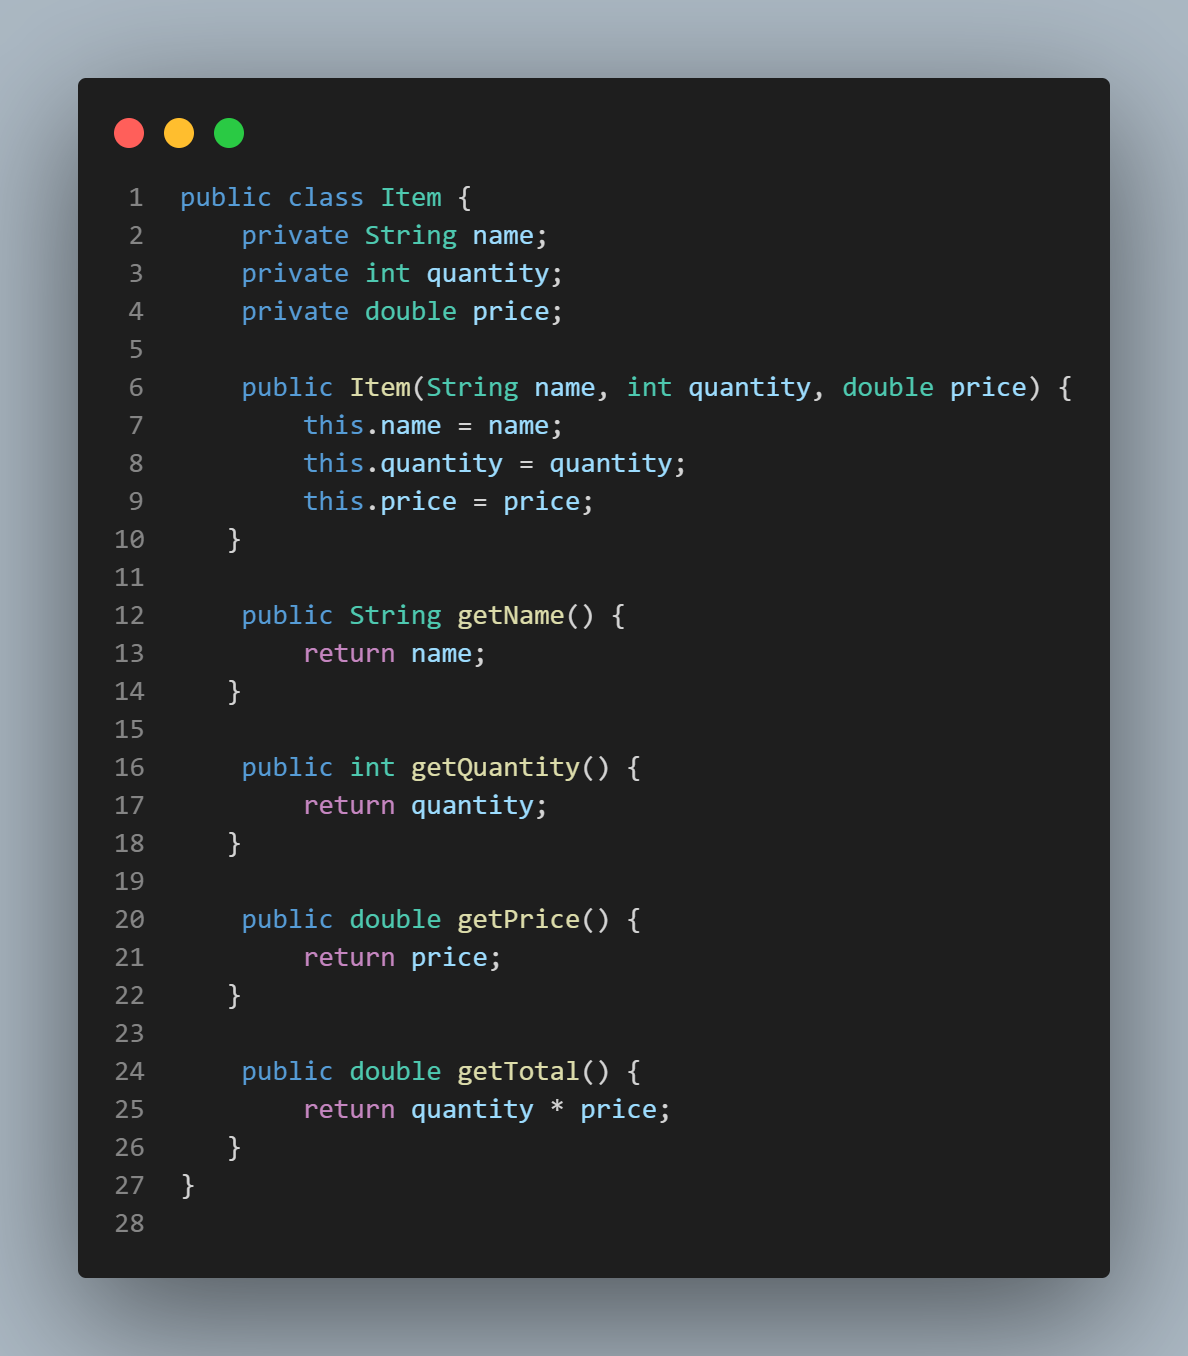 1 public class Item {
2     private String name;
3     private int quantity;
4     private double price;
5
6     public Item(String name, int quantity, double price) {
7         this.name = name;
8         this.quantity = quantity;
9         this.price = price;
10    }
11
12    public String getName() {
13        return name;
14    }
15
16    public int getQuantity() {
17        return quantity;
18    }
19
20    public double getPrice() {
21        return price;
22    }
23
24    public double getTotal() {
25        return quantity * price;
26    }
27 }
28